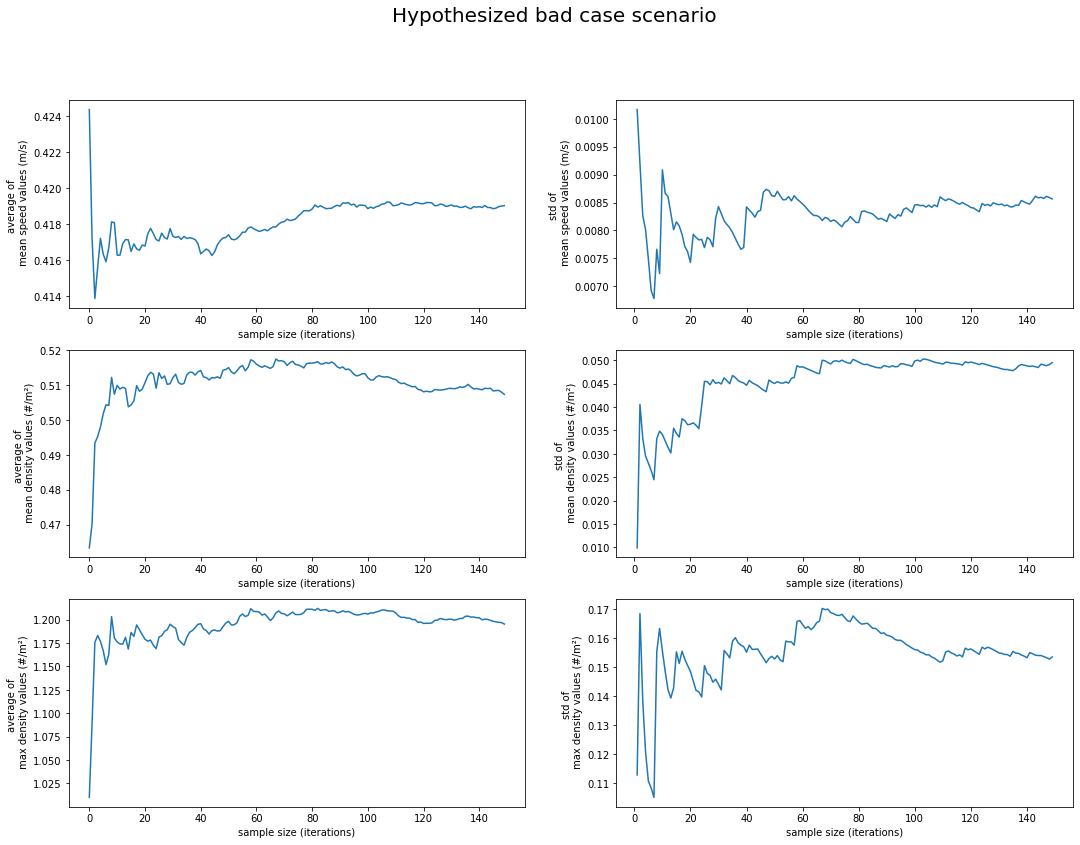 Hypothesized bad case scenario
average of
mean speed values (m/s)
0.424
0.422
0.420
0.418
0.416
0.414
0 20 40 60 80 100 120 140
sample size (iterations)
std of
mean speed values (m/s)
0.0100
0.0095
0.0090
0.0085
0.0080
0.0075
0.0070
0 20 40 60 80 100 120 140
sample size (iterations)
average of
mean density values (#/m²)
0.52
0.51
0.50
0.49
0.48
0.47
0 20 40 60 80 100 120 140
sample size (iterations)
std of
mean density values (#/m²)
0.050
0.045
0.040
0.035
0.030
0.025
0.020
0.015
0.010
0 20 40 60 80 100 120 140
sample size (iterations)
average of
max density values (#/m²)
1.200
1.175
1.150
1.125
1.100
1.075
1.050
1.025
0 20 40 60 80 100 120 140
sample size (iterations)
std of
max density values (#/m²)
0.17
0.16
0.15
0.14
0.13
0.12
0.11
0 20 40 60 80 100 120 140
sample size (iterations)